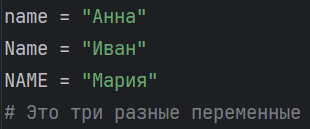 name = "Анна"
Name = "Иван"
NAME = "Мария"
# Это три разные переменные